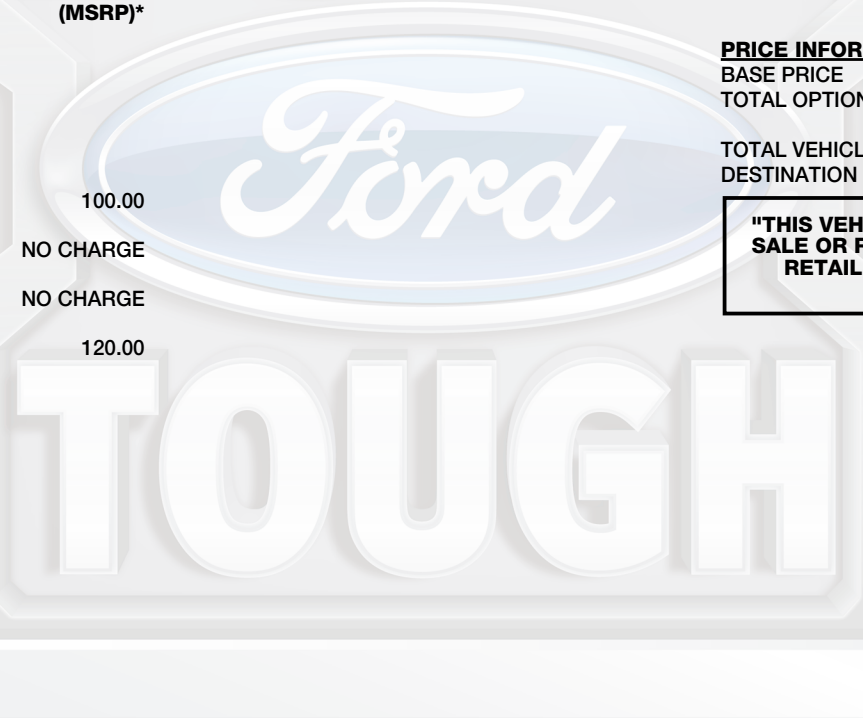 (MSRP)*
100.00
NO CHARGE
NO CHARGE
120.00
PRICE INFOR
BASE PRICE
TOTAL OPTION
TOTAL VEHICL
DESTINATION
"THIS VEH
SALE OR F
RETAIL
Ford
TOUGH